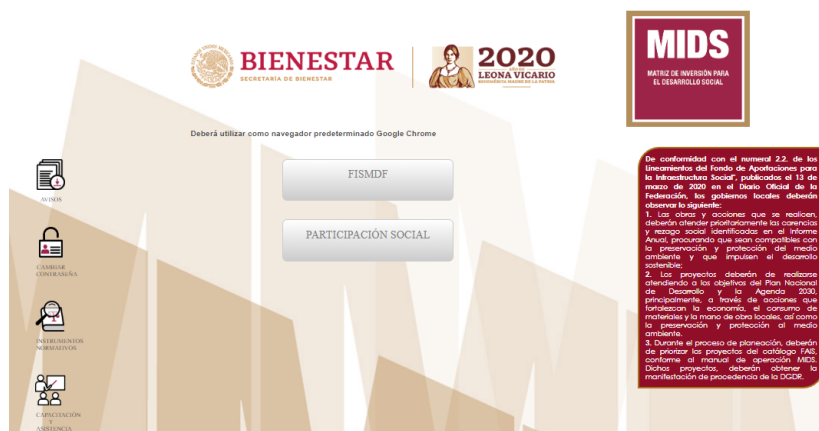 BIENESTAR
SECRETARÍA DE BIENESTAR
2020
LEONA VICARIO
MIDS
MATRIZ DE INVERSIÓN PARA
EL DESARROLLO SOCIAL
Deberá utilizar como navegador predeterminado Google Chrome
FISMDF
PARTICIPACIÓN SOCIAL
AVISOS
CAMBIAR
CONTRASEÑA
INSTRUMENTOS
NORMATIVOS
CAPACITACIÓN
Y
ASISTENCIA
De conformidad con el numeral 2.2. de los
Lineamientos del Fondo de Aportaciones para
la Infraestructura Social", publicados el 13 de
marzo de 2020 en el Diario Oficial de la
Federación, los gobiernos locales deberán
observar lo siguiente:
1. Las obras y acciones que se realicen,
deberán atender prioritariamente las carencias
y rezago social identificadas en el Informe
Anual, procurando que sean compatibles con
la preservación y protección del medio
ambiente y que impulsen el desarrollo
sostenible;
2. Los proyectos deberán de realizarse
atendiendo a los objetivos del Plan Nacional
de Desarrollo y la Agenda 2030,
principalmente, a través de acciones que
fortalezcan la economía, el consumo de
materiales y la mano de obra locales, así como
la preservación y protección al medio
ambiente.
3. Durante el proceso de planeación, deberán
de priorizar los proyectos del catálogo FAIS,
conforme al manual de operación MIDS.
Dichos proyectos, deberán obtener la
manifestación de procedencia de la DGDR.